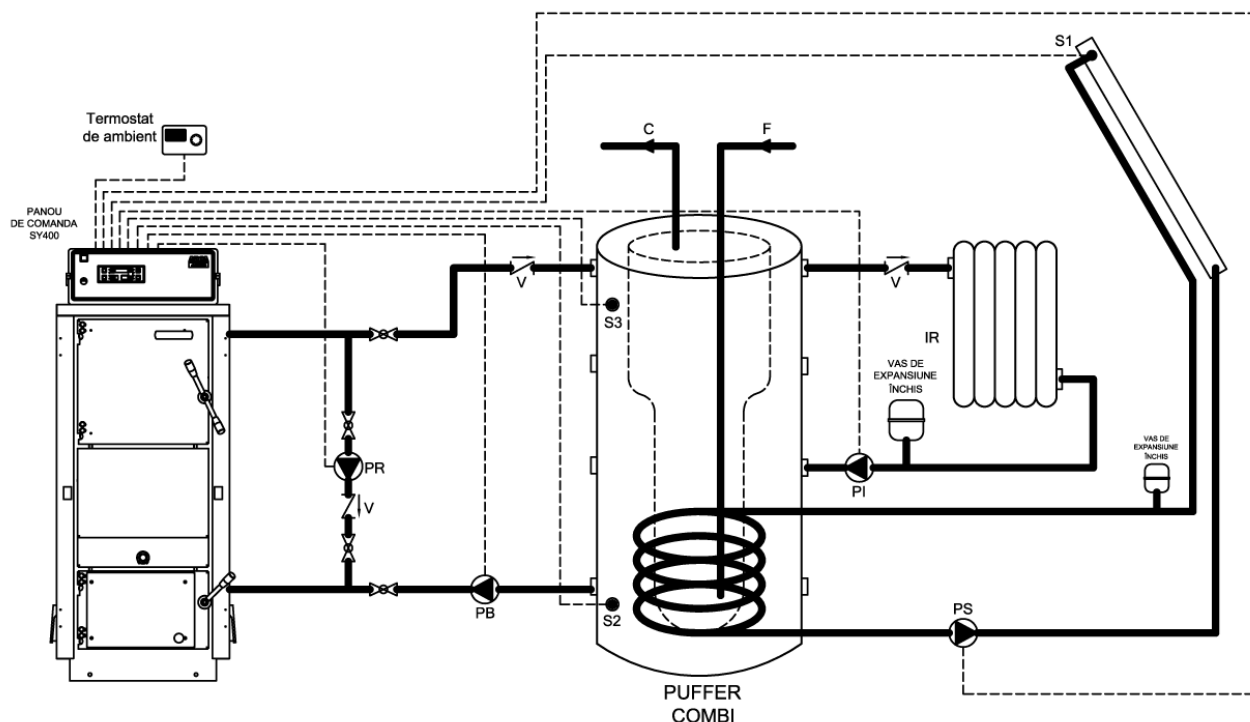 S1
Termostat
de ambient
C
F
PANOU
DE COMANDA
SY400
V
V
S3
IR
VAS DE
EXPANSIUNE
ÎNCHIS
VAS DE
EXPANSIUNE
ÎNCHIS
PR
PI
V
PB
S2
PS
PUFFER
COMBI